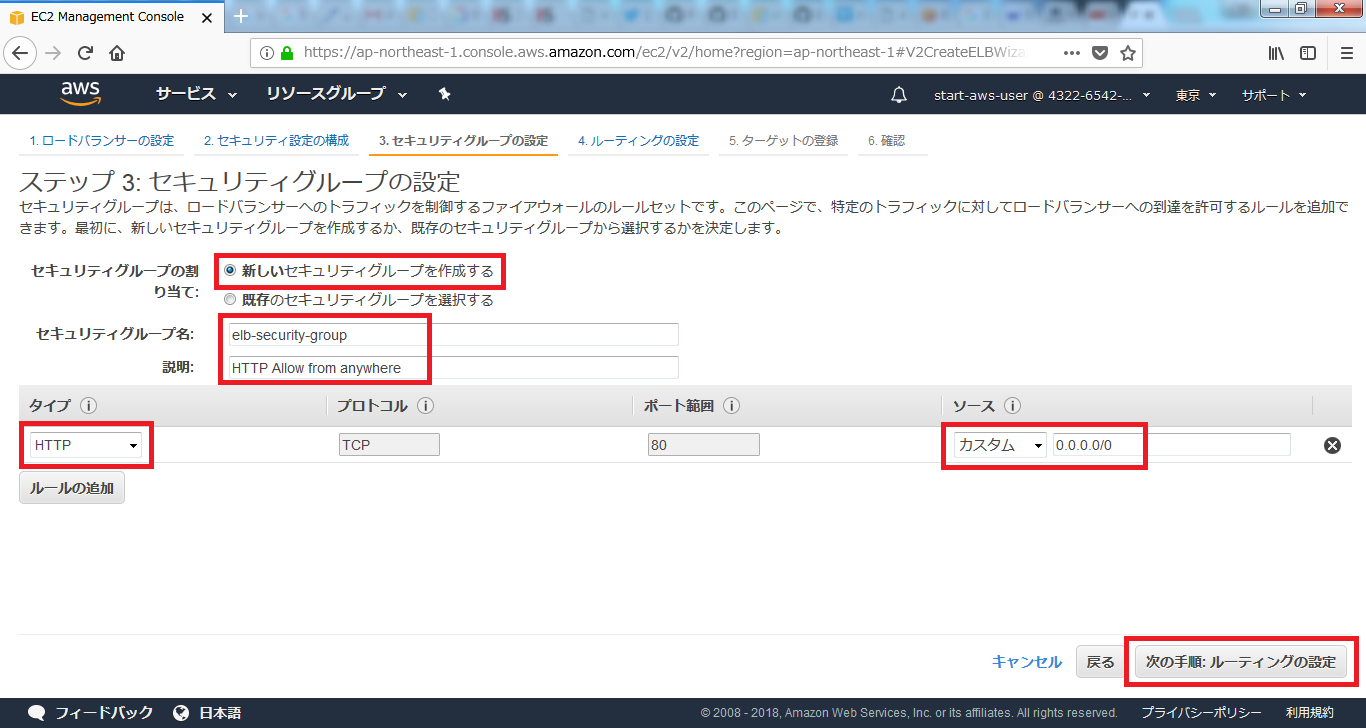 EC2 Management Console
https://ap-northeast-1.console.aws.amazon.com/ec2/v2/home?region=ap-northeast-1#V2CreateELBWiza
aws サービス リソースグループ start-aws-user @ 4322-6542-... 東京 サポート
1. ロードバランサーの設定 2. セキュリティ設定の構成 3. セキュリティグループの設定 4. ルーティングの設定 5. ターゲットの登録 6. 確認
ステップ 3: セキュリティグループの設定
セキュリティグループは、ロードバランサーへのトラフィックを制御するファイアウォールのルールセットです。このページで、特定のトラフィックに対してロードバランサーへの到達を許可するルールを追加で
きます。最初に、新しいセキュリティグループを作成するか、既存のセキュリティグループから選択するかを決定します。
セキュリティグループの割
り当て:
新しいセキュリティグループを作成する
既存のセキュリティグループを選択する
セキュリティグループ名: elb-security-group
説明: HTTP Allow from anywhere
タイプ プロトコル ポート範囲 ソース
HTTP TCP 80 カスタム 0.0.0.0/0
ルールの追加
キャンセル 戻る 次の手順: ルーティングの設定
フィードバック 日本語 © 2008 - 2018, Amazon Web Services, Inc. or its affiliates. All rights reserved. プライバシーポリシー 利用規約